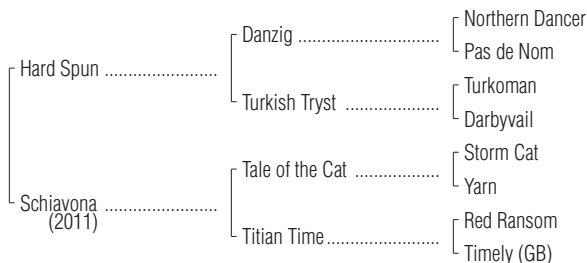 Northern Dancer
Danzig ....................................
Pas de Nom
Hard Spun ............................
Turkoman
Turkish Tryst ........................
Darbyvail
Storm Cat
Tale of the Cat ......................
Yarn
Schiavona ............................
(2011)
Red Ransom
Titian Time ............................
Timely (GB)